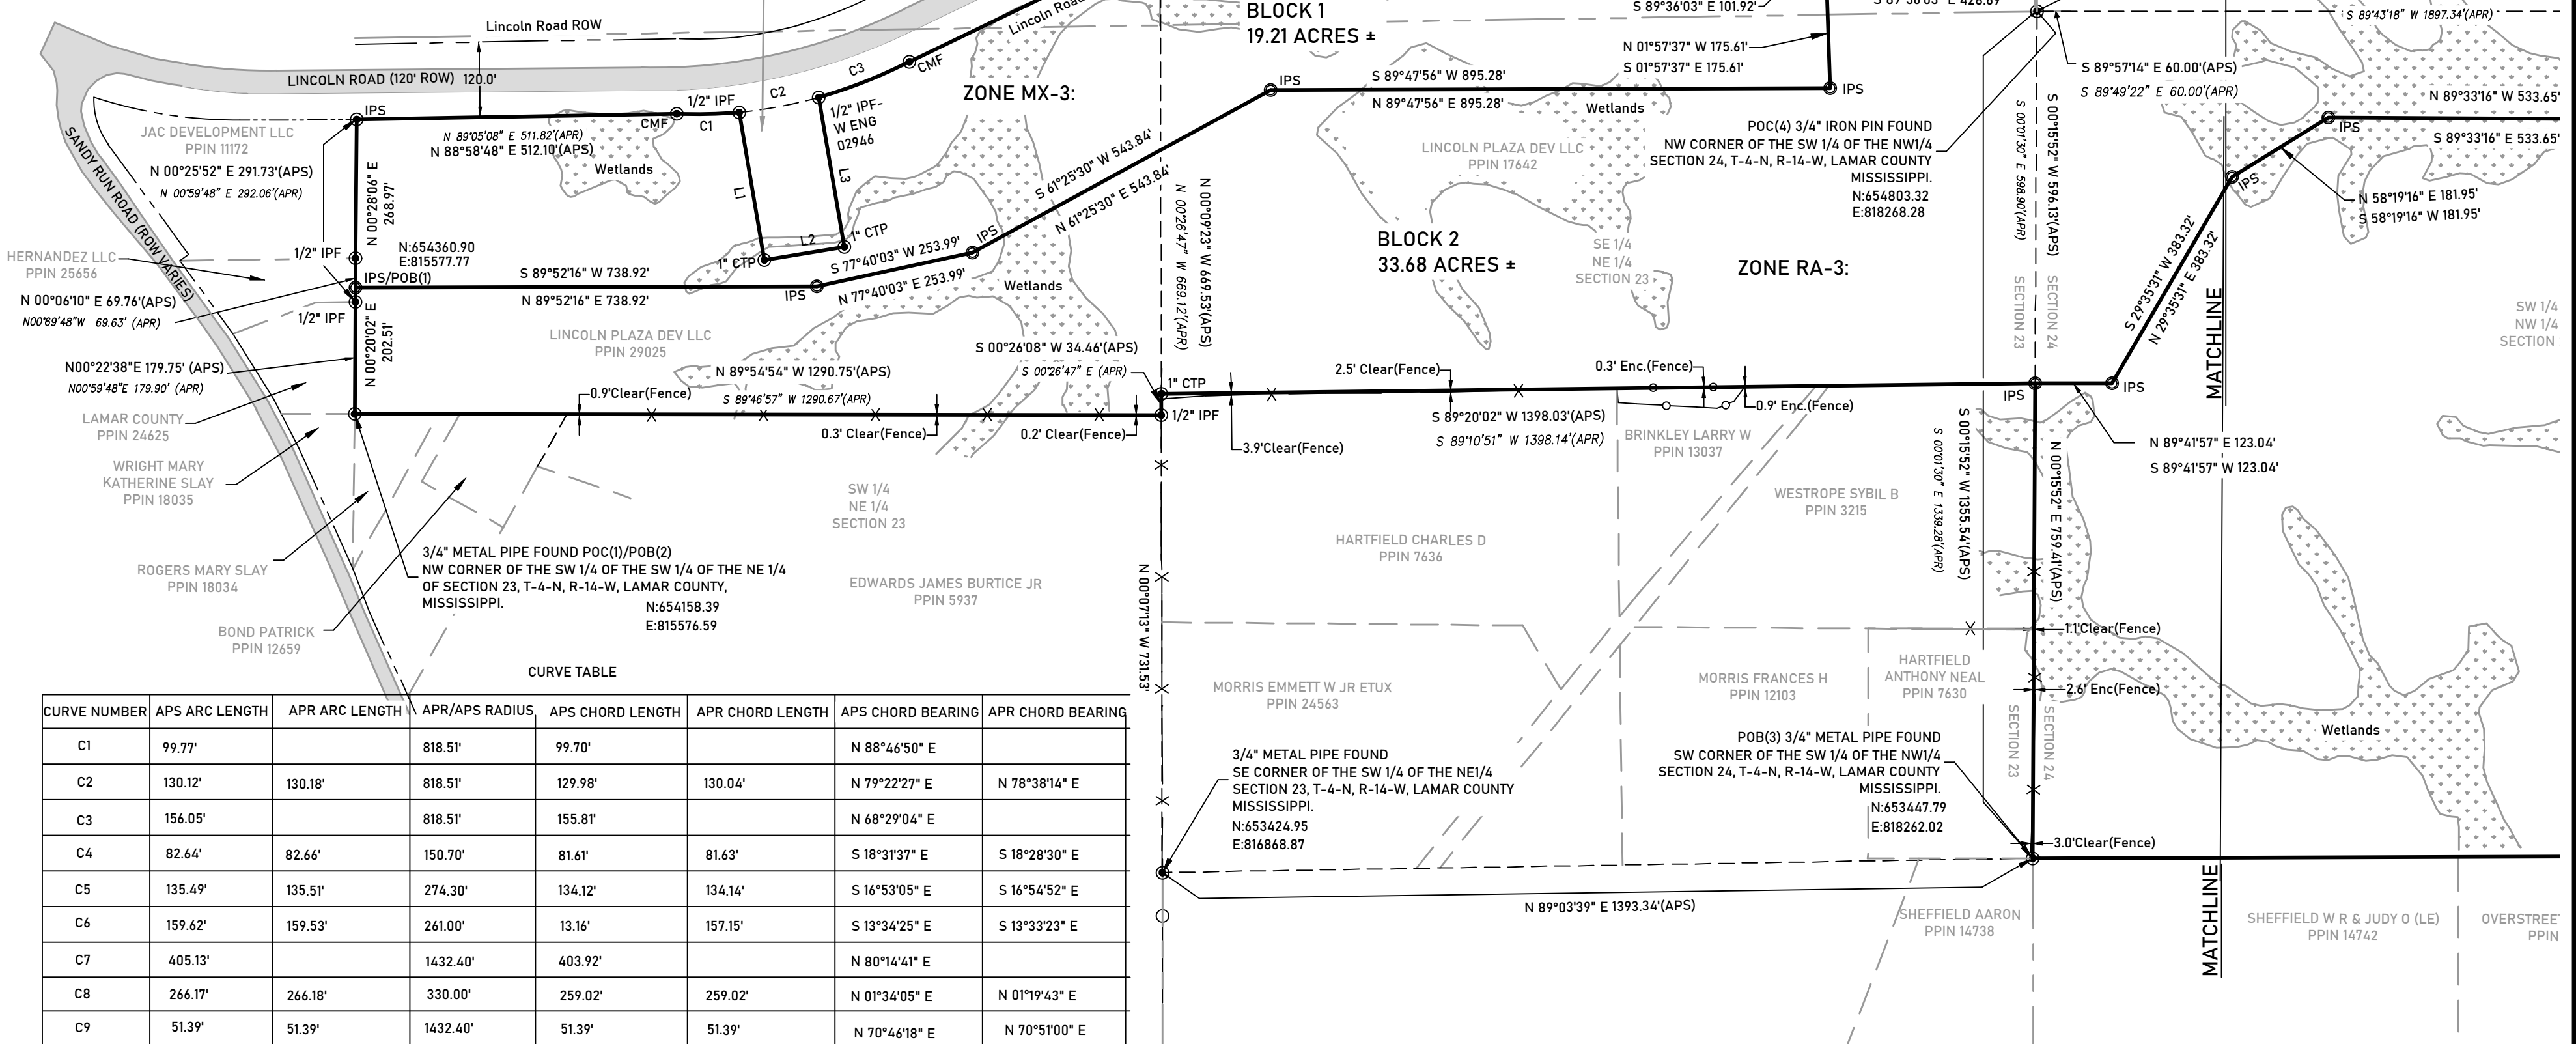 Lincoln Road ROW
Lincoln Road
BLOCK 1
19.21 ACRES ±
S 89°36'03" E 101.92'
S 89°43'18" W 1897.34'(APR)
LINCOLN ROAD (120' ROW)
120.0'
C3
CMF
C2
1/2" IPF
IPS
CMF
C1
1/2" IPF-
W ENG
02946
ZONE MX-3:
IPS
S 89°47'56" W 895.28'
N 89°47'56" E 895.28'
Wetlands
N 01°57'37" W 175.61'
S 01°57'37" E 175.61'
IPS
S 89°57'14" E 60.00'(APS)
S 89°49'22" E 60.00'(APR)
N 89°33'16" W 533.65'
S 89°33'16" E 533.65'
IPS
SANDY RUN ROAD (ROW VARIES)
JAC DEVELOPMENT LLC
PPIN 11172
N 00°25'52" E 291.73'(APS)
N 00°59'48" E 292.06'(APR)
N 00°28'06" E
268.97'
N 89°05'08" E 511.82'(APR)
N 88°58'48" E 512.10'(APS)
Wetlands
L1
L3
L2
1" CTP
1" CTP
S 61°25'30" W 543.84'
N 61°25'30" E 543.84'
N 00°26'47" W 669.12'(APR)
N 00°09'23" W 669.53'(APS)
LINCOLN PLAZA DEV LLC
PPIN 17642
POC(4) 3/4" IRON PIN FOUND
NW CORNER OF THE SW 1/4 OF THE NW1/4
SECTION 24, T-4-N, R-14-W, LAMAR COUNTY
MISSISSIPPI.
N:654803.32
E:818268.28
S 00°01'30" E 598.90'(APR)
S 00°15'52" W 596.13'(APS)
IPS
N 58°19'16" E 181.95'
S 58°19'16" W 181.95'
HERNANDEZ LLC
PPIN 25656
1/2" IPF
N:654360.90
E:815577.77
IPS/POB(1)
S 89°52'16" W 738.92'
N 89°52'16" E 738.92'
IPS
S 77°40'03" W 253.99'
N 77°40'03" E 253.99'
IPS
Wetlands
BLOCK 2
33.68 ACRES ±
SE 1/4
NE 1/4
SECTION 23
ZONE RA-3:
SECTION 23
SECTION 24
S 29°35'31" W 383.32'
N 29°35'31" E 383.32'
MATCHLINE
SW 1/4
NW 1/4
SECTION
N 00°06'10" E 69.76'(APS)
N00°69'48"W 69.63' (APR)
1/2" IPF
N 00°20'02" E
202.51'
LINCOLN PLAZA DEV LLC
PPIN 29025
S 00°26'08" W 34.46'(APS)
S 00°26'47" E (APR)
N00°22'38"E 179.75' (APS)
N00°59'48"E 179.90' (APR)
0.9'Clear(Fence)
N 89°54'54" W 1290.75'(APS)
S 89°46'57" W 1290.67'(APR)
0.3' Clear(Fence)
0.2' Clear(Fence)
1" CTP
1/2" IPF
3.9'Clear(Fence)
2.5' Clear(Fence)
0.3' Enc.(Fence)
0.9' Enc.(Fence)
S 89°20'02" W 1398.03'(APS)
S 89°10'51" W 1398.14'(APR)
IPS
IPS
N 89°41'57" E 123.04'
S 89°41'57" W 123.04'
LAMAR COUNTY
PPIN 24625
WRIGHT MARY
KATHERINE SLAY
PPIN 18035
ROGERS MARY SLAY
PPIN 18034
BOND PATRICK
PPIN 12659
3/4" METAL PIPE FOUND POC(1)/POB(2)
NW CORNER OF THE SW 1/4 OF THE SW 1/4 OF THE NE 1/4
OF SECTION 23, T-4-N, R-14-W, LAMAR COUNTY,
MISSISSIPPI.
N:654158.39
E:815576.59
SW 1/4
NE 1/4
SECTION 23
EDWARDS JAMES BURTICE JR
PPIN 5937
N 00°07'13" W 731.53'
BRINKLEY LARRY W
PPIN 13037
WESTROPE SYBIL B
PPIN 3215
HARTFIELD CHARLES D
PPIN 7636
S 00°01'30" E 1339.28'(APR)
S 00°15'52" W 1355.54'(APS)
N 00°15'52" E 759.41'(APS)
1.1'Clear(Fence)
2.6' Enc(Fence)
3.0'Clear(Fence)
MORRIS EMMETT W JR ETUX
PPIN 24563
MORRIS FRANCES H
PPIN 12103
HARTFIELD
ANTHONY NEAL
PPIN 7630
SECTION 23
SECTION 24
Wetlands
3/4" METAL PIPE FOUND
SE CORNER OF THE SW 1/4 OF THE NE1/4
SECTION 23, T-4-N, R-14-W, LAMAR COUNTY
MISSISSIPPI.
N:653424.95
E:816868.87
POB(3) 3/4" METAL PIPE FOUND
SW CORNER OF THE SW 1/4 OF THE NW1/4
SECTION 24, T-4-N, R-14-W, LAMAR COUNTY
MISSISSIPPI.
N:653447.79
E:818262.02
N 89°03'39" E 1393.34'(APS)
SHEFFIELD AARON
PPIN 14738
MATCHLINE
SHEFFIELD W R & JUDY O (LE)
PPIN 14742
OVERSTREE
PPIN
CURVE TABLE
CURVE NUMBER APS ARC LENGTH APR ARC LENGTH APR/APS RADIUS APS CHORD LENGTH APR CHORD LENGTH APS CHORD BEARING APR CHORD BEARING
C1 99.77' 818.51' 99.70' N 88°46'50" E
C2 130.12' 130.18' 818.51' 129.98' 130.04' N 79°22'27" E N 78°38'14" E
C3 156.05' 818.51' 155.81' N 68°29'04" E
C4 82.64' 82.66' 150.70' 81.61' 81.63' S 18°31'37" E S 18°28'30" E
C5 135.49' 135.51' 274.30' 134.12' 134.14' S 16°53'05" E S 16°54'52" E
C6 159.62' 159.53' 261.00' 13.16' 157.15' S 13°34'25" E S 13°33'23" E
C7 405.13' 1432.40' 403.92' N 80°14'41" E
C8 266.17' 266.18' 330.00' 259.02' 259.02' N 01°34'05" E N 01°19'43" E
C9 51.39' 51.39' 1432.40' 51.39' 51.39' N 70°46'18" E N 70°51'00" E